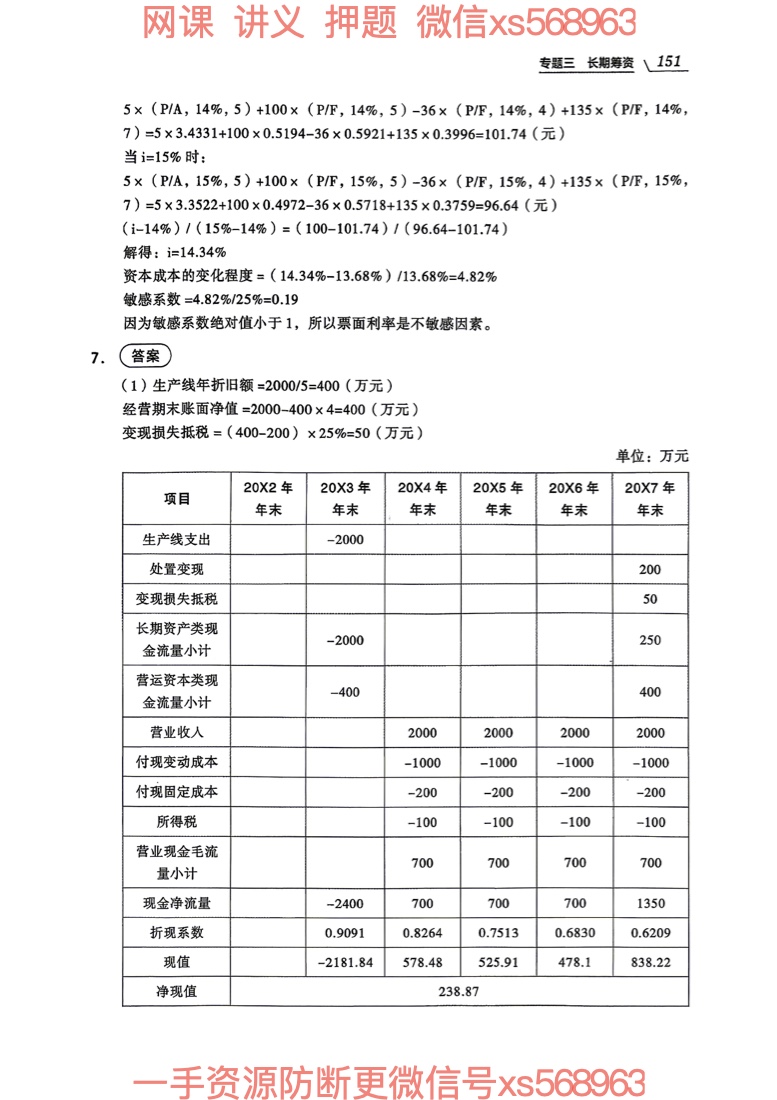 网课 讲义 押题 微信xs568963
专题三 长期筹资 151
5×（P/A，14%，5）+100×（P/F，14%，5）-36×（P/F，14%，4）+135×（P/F，14%，
7）=5×3.4331+100×0.5194-36×0.5921+135×0.3996=101.74（元）
当 i=15% 时：
5×（P/A，15%，5）+100×（P/F，15%，5）-36×（P/F，15%，4）+135×（P/F，15%，
7）=5×3.3522+100×0.4972-36×0.5718+135×0.3759=96.64（元）
（i-14%）/（15%-14%）=（100-101.74）/（96.64-101.74）
解得：i=14.34%
资本成本的变化程度 =（14.34%-13.68%）/13.68%=4.82%
敏感系数 =4.82%/25%=0.19
因为敏感系数绝对值小于 1，所以票面利率是不敏感因素。
7. 答案
（1）生产线年折旧额 =2000/5=400（万元）
经营期末账面净值 =2000-400×4=400（万元）
变现损失抵税 =（400-200）×25%=50（万元）
单位：万元
项目 20X2 年年末 20X3 年年末 20X4 年年末 20X5 年年末 20X6 年年末 20X7 年年末
生产线支出 -2000
处置变现 200
变现损失抵税 50
长期资产类现金流量小计 -2000 250
营运资本类现金流量小计 -400 400
营业收入 2000 2000 2000 2000
付现变动成本 -1000 -1000 -1000 -1000
付现固定成本 -200 -200 -200 -200
所得税 -100 -100 -100 -100
营业现金毛流量小计 700 700 700 700
现金净流量 -2400 700 700 700 1350
折现系数 0.9091 0.8264 0.7513 0.6830 0.6209
现值 -2181.84 578.48 525.91 478.1 838.22
净现值 238.87
一手资源防断更微信号xs568963